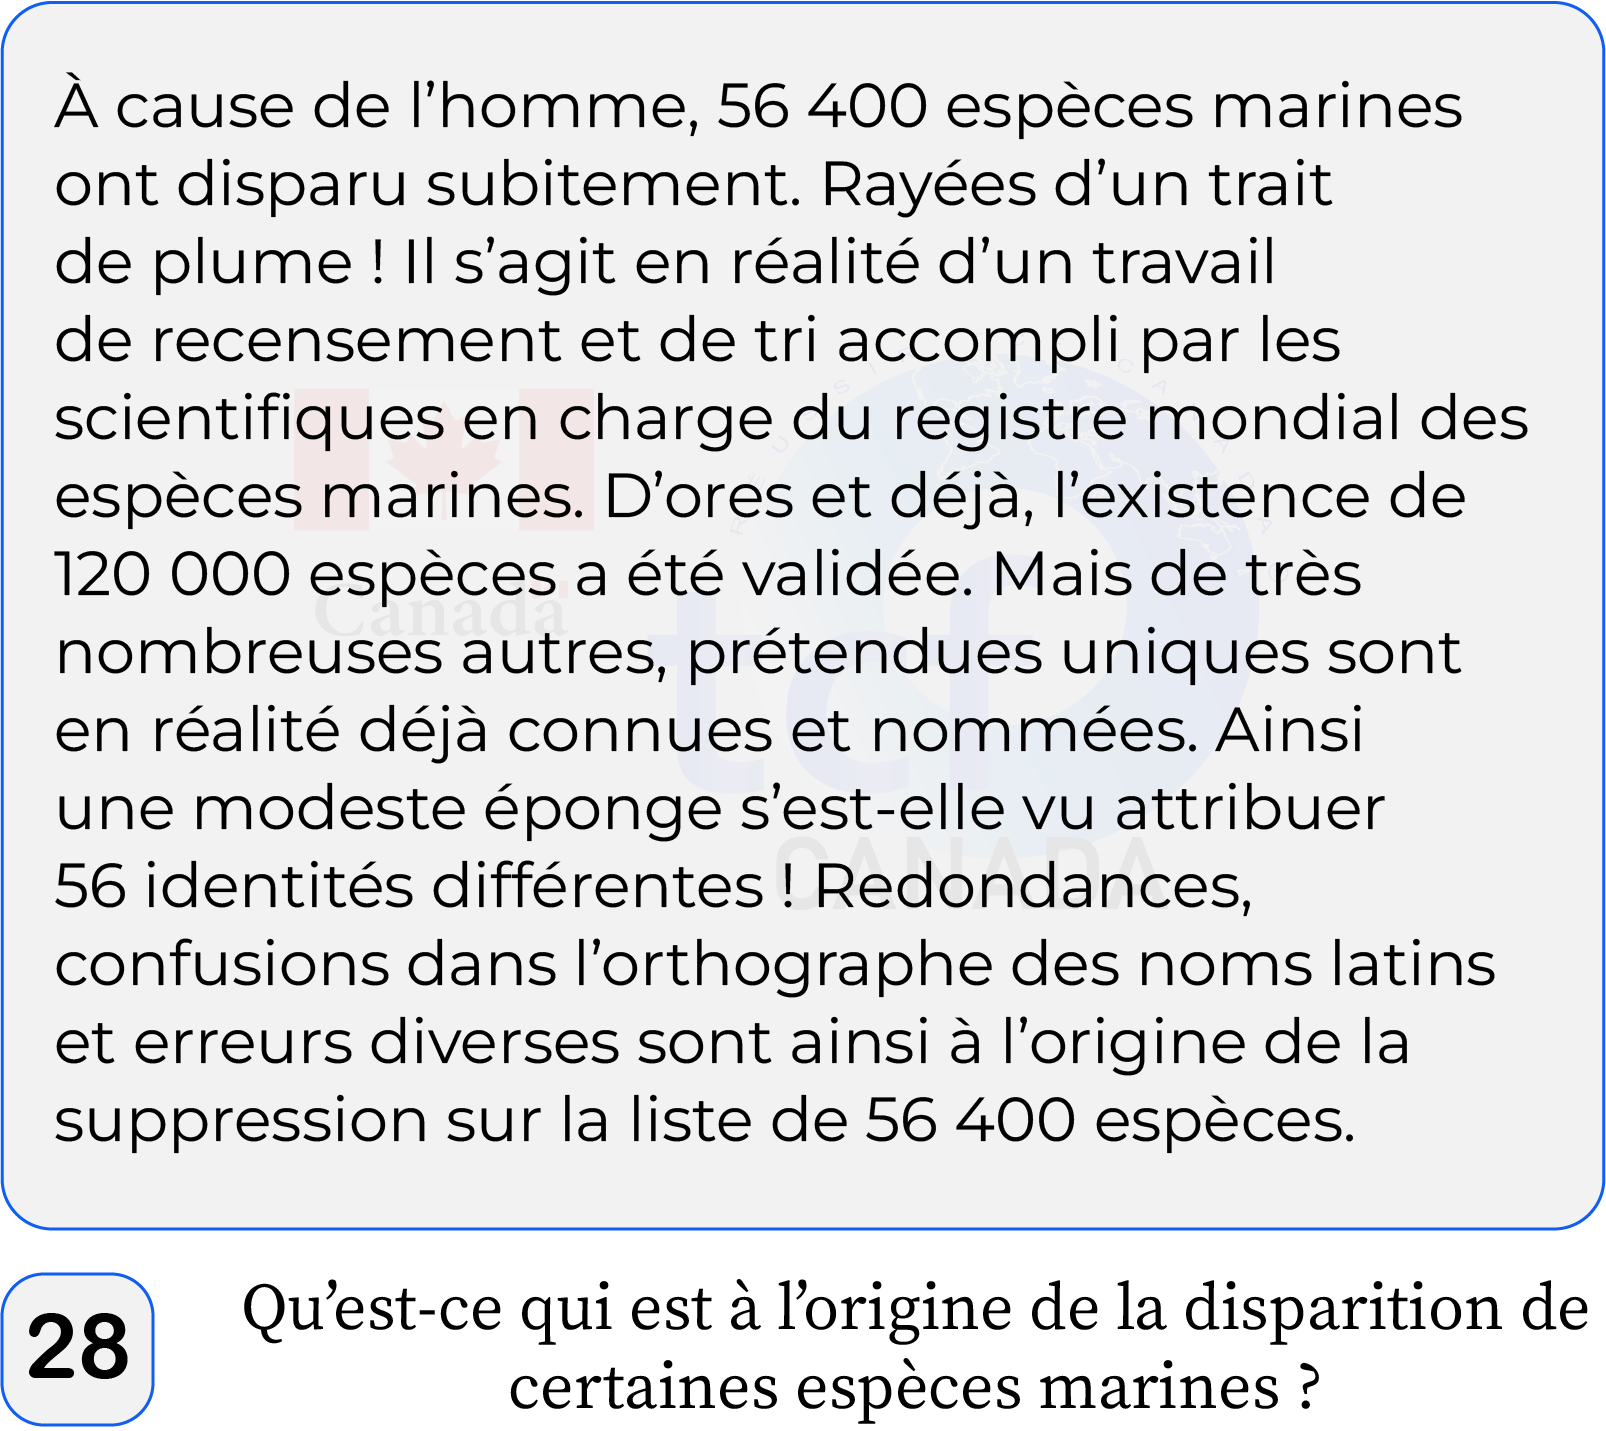 À cause de l’homme, 56 400 espèces marines
ont disparu subitement. Rayées d’un trait
de plume ! Il s’agit en réalité d’un travail
de recensement et de tri accompli par les
scientifiques en charge du registre mondial des
espèces marines. D’ores et déjà, l’existence de
120 000 espèces a été validée. Mais de très
nombreuses autres, prétendues uniques sont
en réalité déjà connues et nommées. Ainsi
une modeste éponge s’est-elle vu attribuer
56 identités différentes ! Redondances,
confusions dans l’orthographe des noms latins
et erreurs diverses sont ainsi à l’origine de la
suppression sur la liste de 56 400 espèces.
Canada
tcf
CANADA
28
Qu’est-ce qui est à l’origine de la disparition de
certaines espèces marines ?